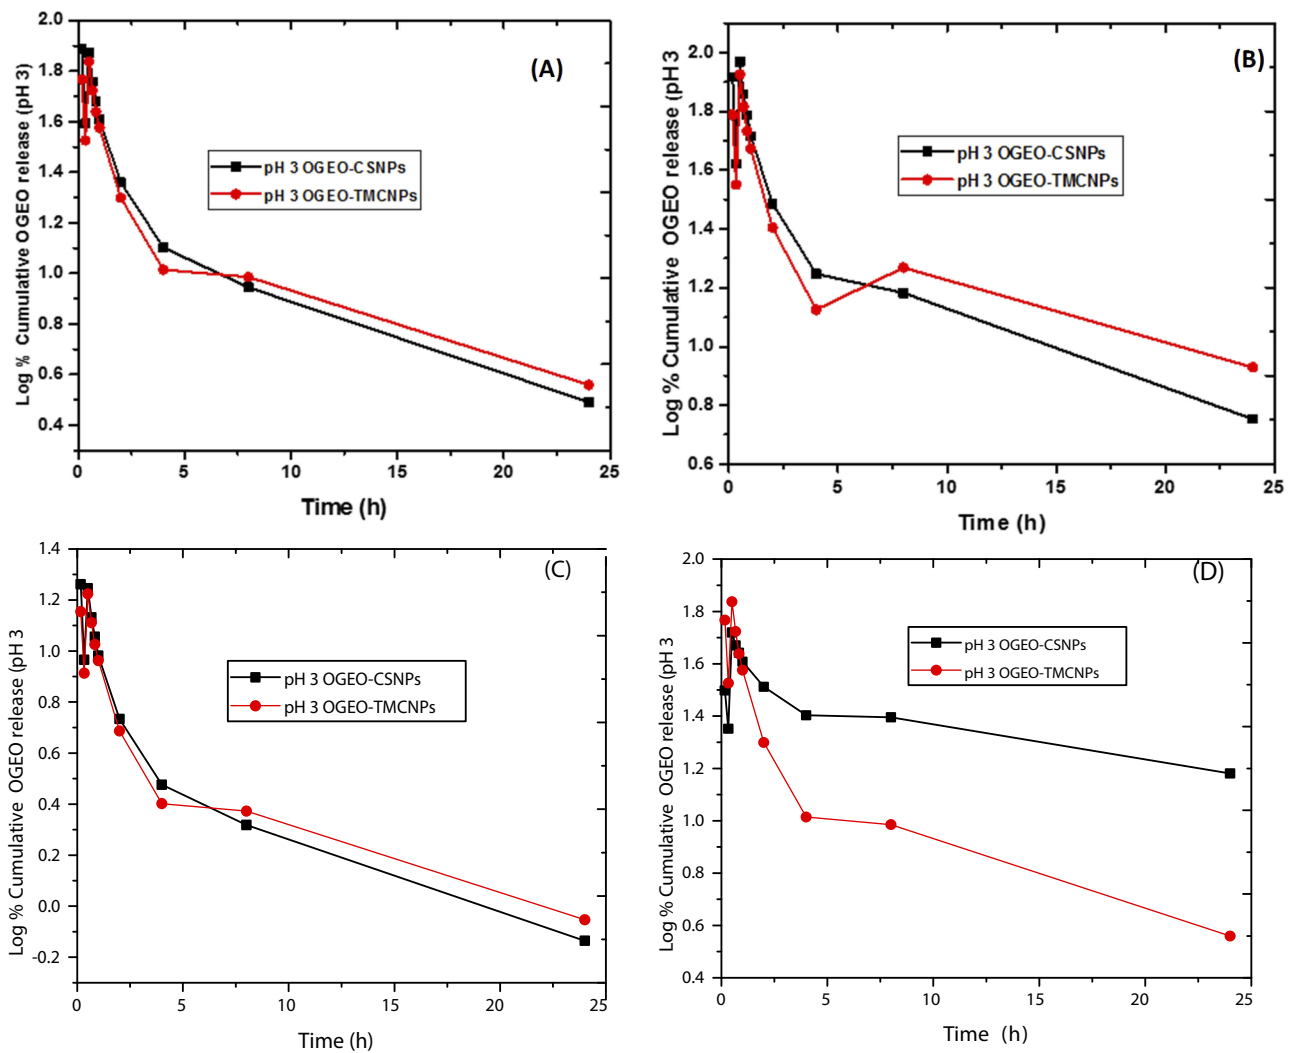 (A)
Log % Cumulative OGEO release (pH 3)
2.0
1.8
1.6
1.4
1.2
1.0
0.8
0.6
0.4
pH 3 OGEO-CSNPs
pH 3 OGEO-TMCNPs
0 5 10 15 20 25
Time (h)
(B)
Log % Cumulative OGEO release (pH 3
2.0
1.8
1.6
1.4
1.2
1.0
0.8
0.6
pH 3 OGEO-CSNPs
pH 3 OGEO-TMCNPs
0 5 10 15 20 25
Time (h)
(C)
Log % Cumulative OGEO release (pH 3
1.4
1.2
1.0
0.8
0.6
0.4
0.2
0.0
-0.2
pH 3 OGEO-CSNPs
pH 3 OGEO-TMCNPs
0 5 10 15 20 25
Time (h)
(D)
Log % Cumulative OGEO release (pH 3
2.0
1.8
1.6
1.4
1.2
1.0
0.8
0.6
0.4
pH 3 OGEO-CSNPs
pH 3 OGEO-TMCNPs
0 5 10 15 20 25
Time (h)